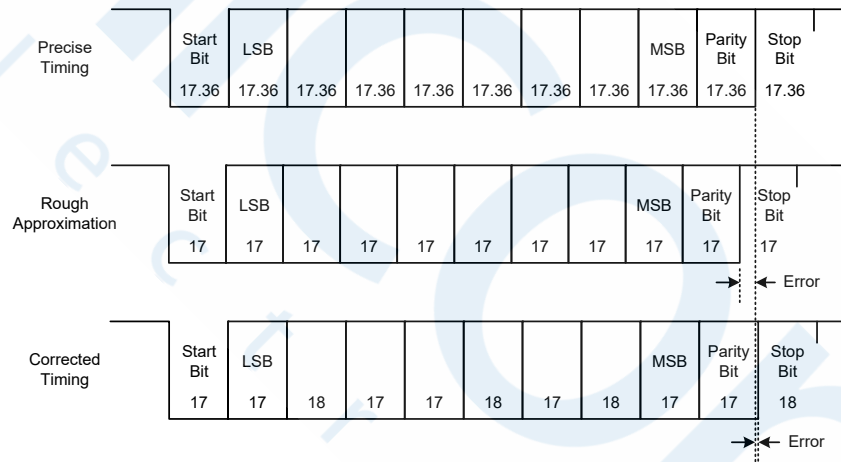 Precise
Timing
Start
Bit
LSB
MSB
Parity
Bit
Stop
Bit
17.36 17.36 17.36 17.36 17.36 17.36 17.36 17.36 17.36 17.36 17.36
Rough
Approximation
Start
Bit
LSB
MSB
Parity
Bit
Stop
Bit
17 17 17 17 17 17 17 17 17 17 17
Error
Corrected
Timing
Start
Bit
LSB
MSB
Parity
Bit
Stop
Bit
17 17 18 17 17 18 17 18 17 17 18
Error